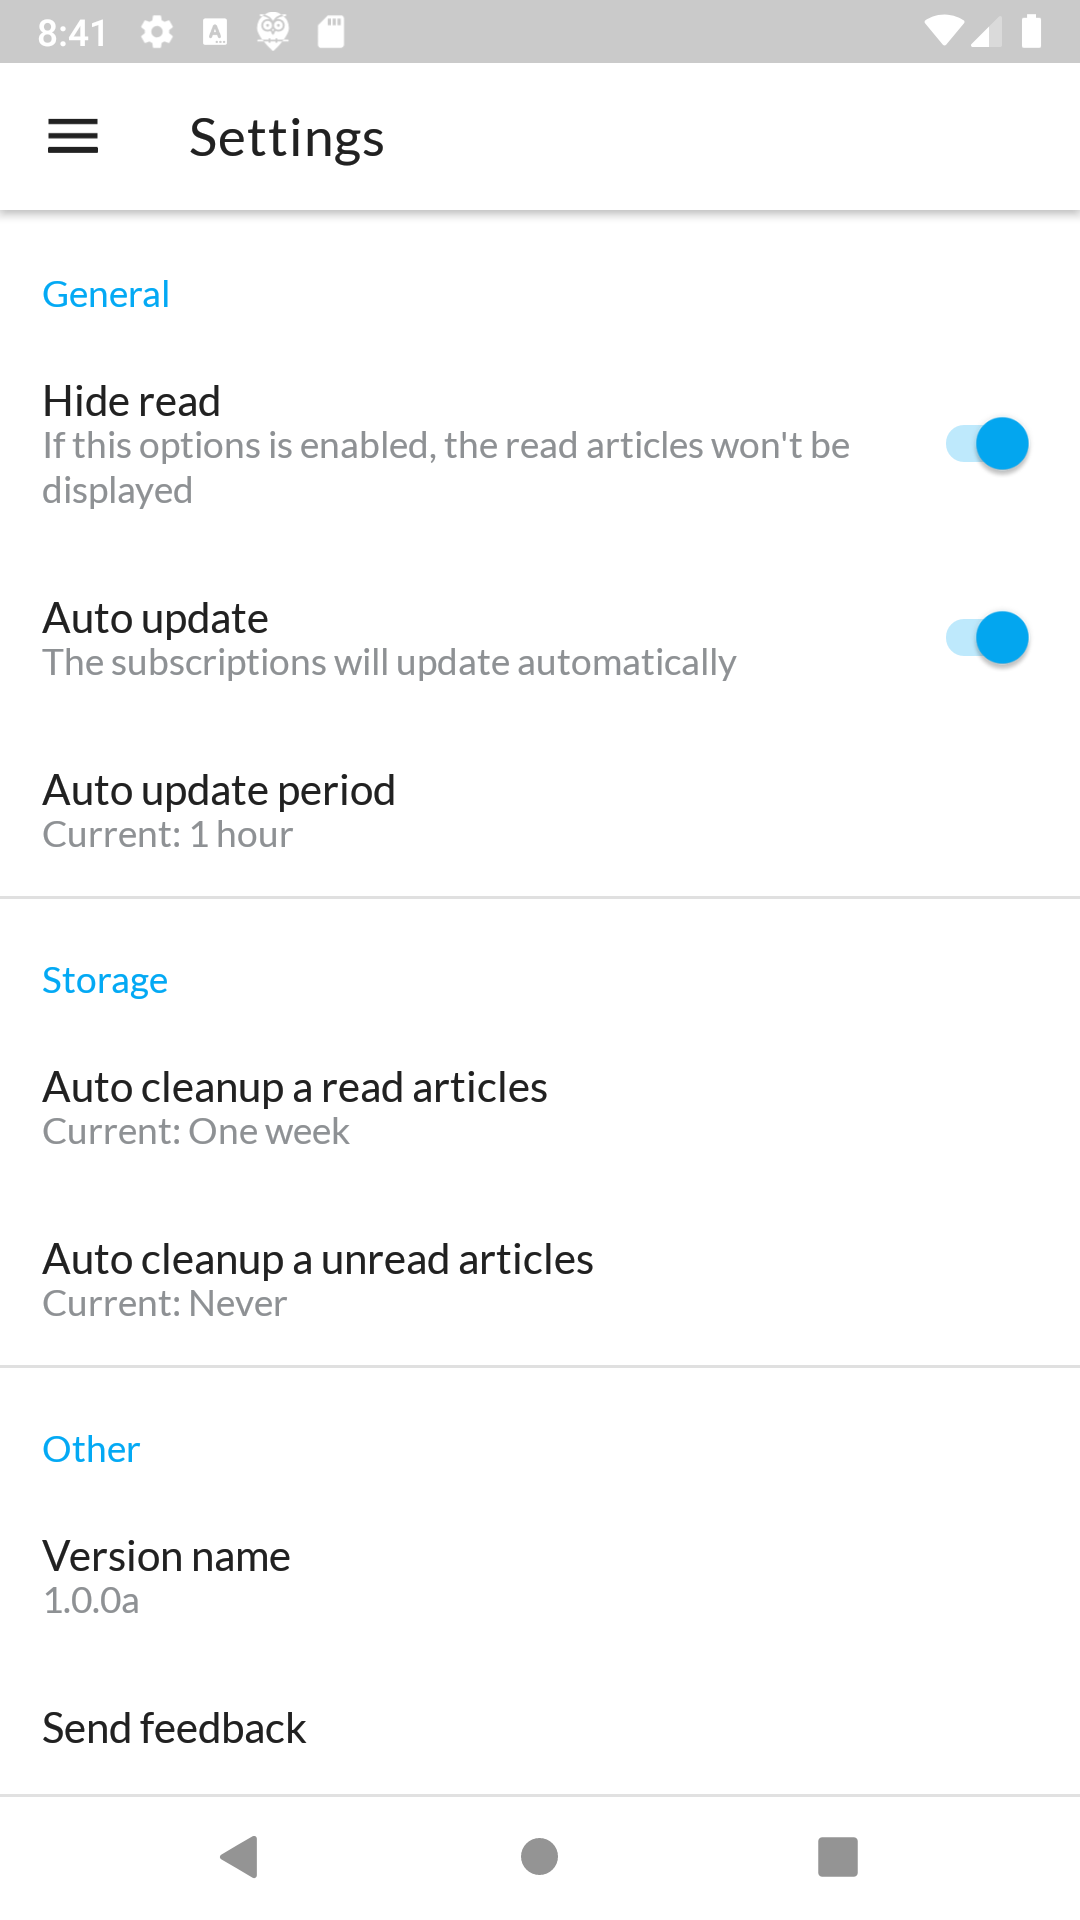 8:41
Settings
General
Hide read
If this options is enabled, the read articles won't be
displayed
Auto update
The subscriptions will update automatically
Auto update period
Current: 1 hour
Storage
Auto cleanup a read articles
Current: One week
Auto cleanup a unread articles
Current: Never
Other
Version name
1.0.0a
Send feedback